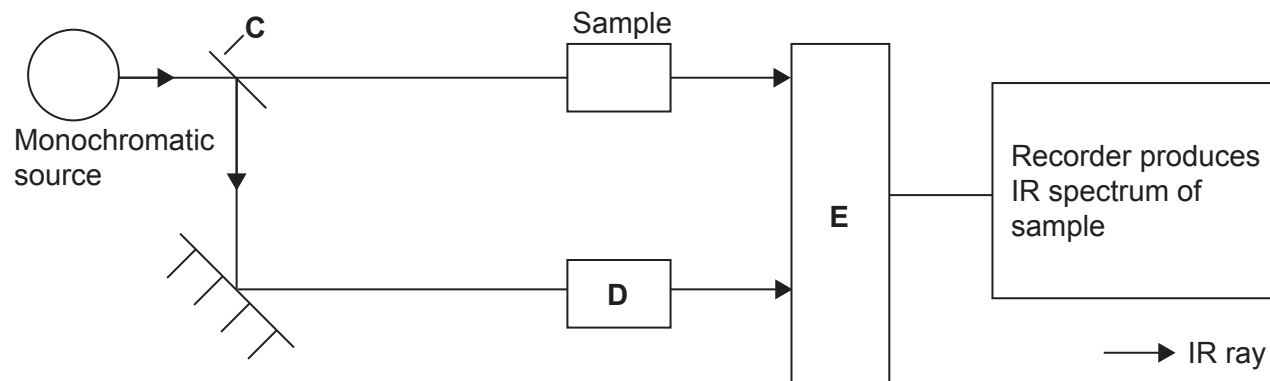 C
Sample
Monochromatic
source
Recorder produces
IR spectrum of
sample
E
D
IR ray